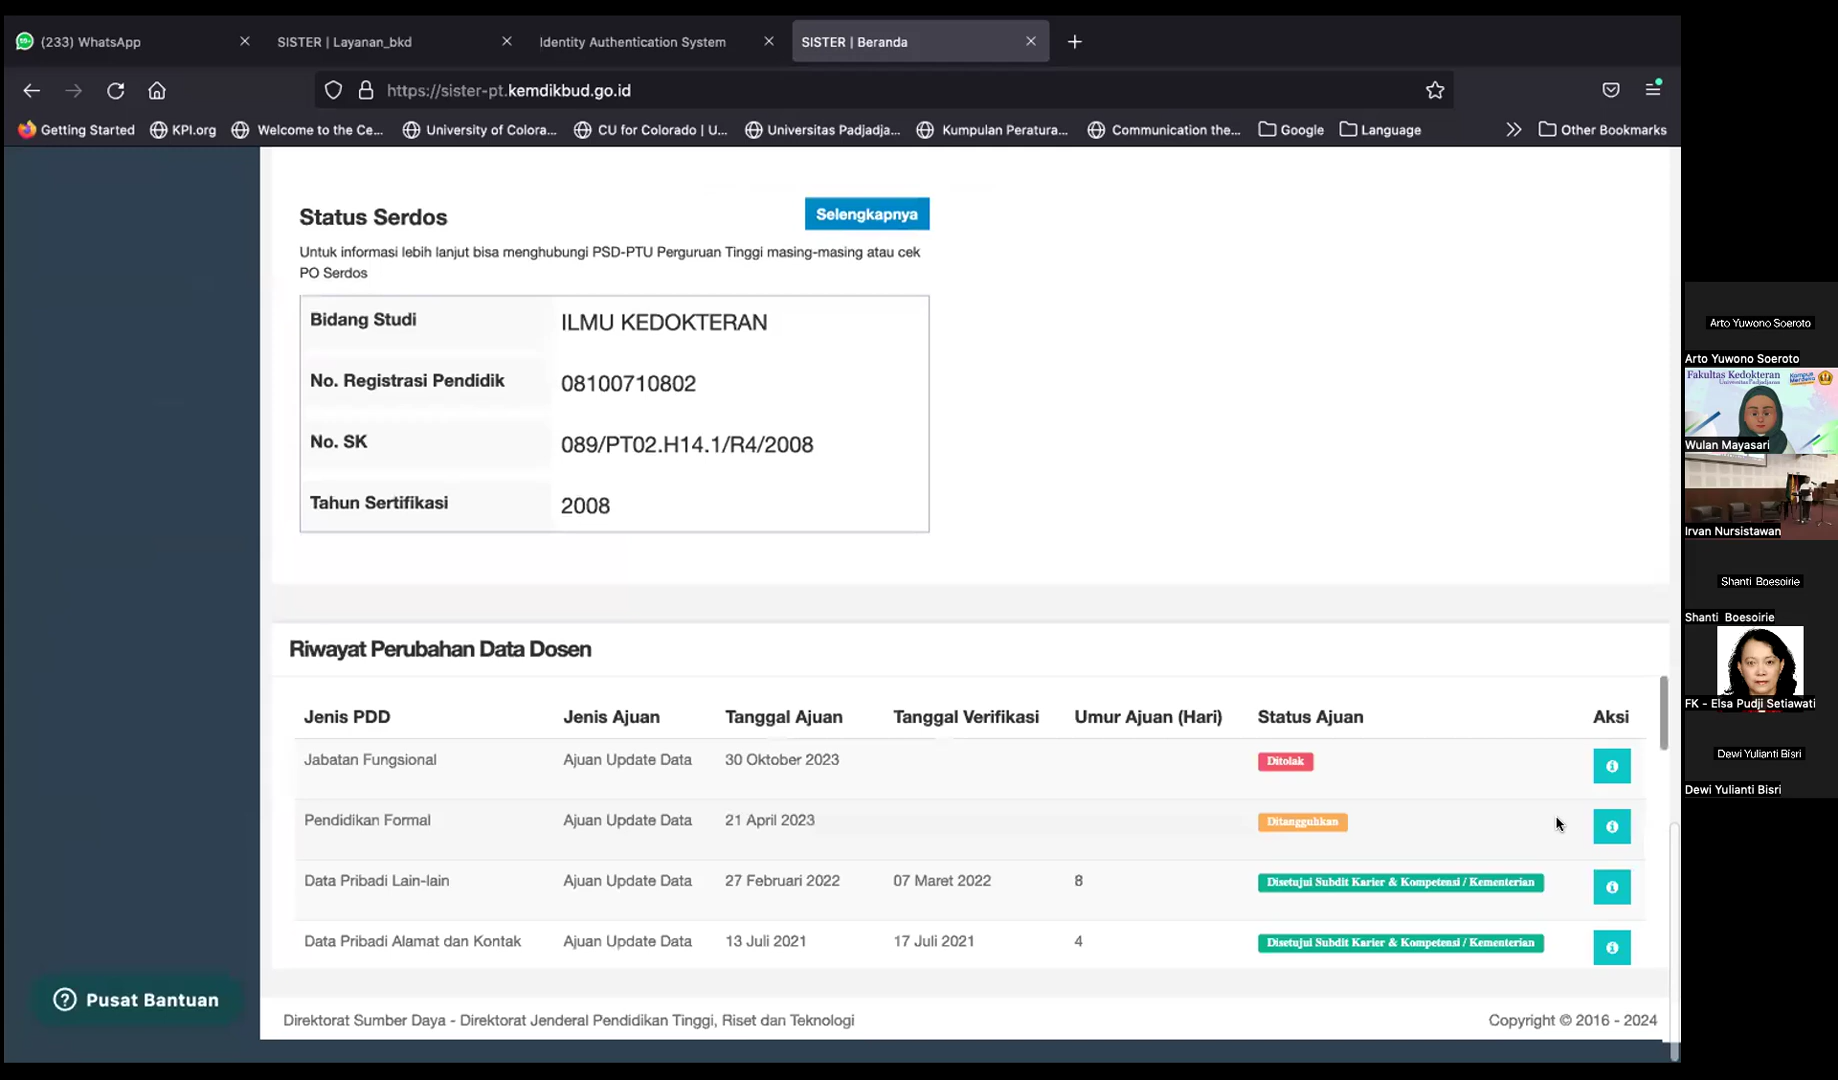 (233) WhatsApp
SISTER | Layanan_bkd
Identity Authentication System
SISTER | Beranda
https://sister-pt.kemdikbud.go.id
Getting Started
KPI.org
Welcome to the Ce...
University of Colora...
CU for Colorado | U...
Universitas Padjadja...
Kumpulan Peratura...
Communication the...
Google
Language
Other Bookmarks
Status Serdos
Selengkapnya
Untuk informasi lebih lanjut bisa menghubungi PSD-PTU Perguruan Tinggi masing-masing atau cek
PO Serdos
Bidang Studi ILMU KEDOKTERAN
No. Registrasi Pendidik 08100710802
No. SK 089/PT02.H14.1/R4/2008
Tahun Sertifikasi 2008
Riwayat Perubahan Data Dosen
Jenis PDD Jenis Ajuan Tanggal Ajuan Tanggal Verifikasi Umur Ajuan (Hari) Status Ajuan Aksi
Jabatan Fungsional Ajuan Update Data 30 Oktober 2023 Ditolak
Pendidikan Formal Ajuan Update Data 21 April 2023 Ditangguhkan
Data Pribadi Lain-lain Ajuan Update Data 27 Februari 2022 07 Maret 2022 8 Disetujui Subdit Karier & Kompetensi / Kementerian
Data Pribadi Alamat dan Kontak Ajuan Update Data 13 Juli 2021 17 Juli 2021 4 Disetujui Subdit Karier & Kompetensi / Kementerian
Pusat Bantuan
Direktorat Sumber Daya - Direktorat Jenderal Pendidikan Tinggi, Riset dan Teknologi
Copyright © 2016 - 2024
Arto Yuwono Soeroto
Arto Yuwono Soeroto
Fakultas Kedokteran
Universitas Padjadjaran
Kampus
Merdeka
Wulan Mayasari
Irvan Nursistawan
Shanti Boesoirie
Shanti Boesoirie
FK - Elsa Pudji Setiawati
Dewi Yulianti Bisri
Dewi Yulianti Bisri